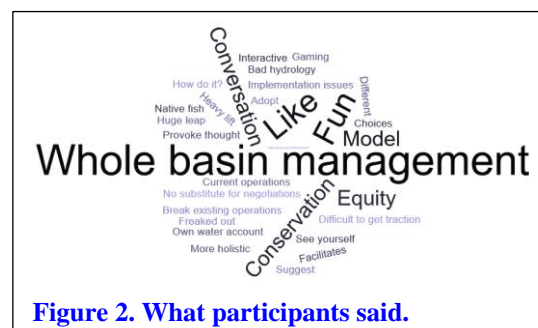 Conversation
Interactive
Gaming
Bad hydrology
How do it?
Implementation issues
Different
Heavy lift
Adopt
Like
Fun
Native fish
Huge leap
Choices
Provoke thought
Model
Whole basin management
Current operations
No substitute for negotiations
Equity
Conservation
Break existing operations
Difficult to get traction
Freaked out
Own water account
See yourself
More holistic
Facilitates
Suggest
Figure 2. What participants said.